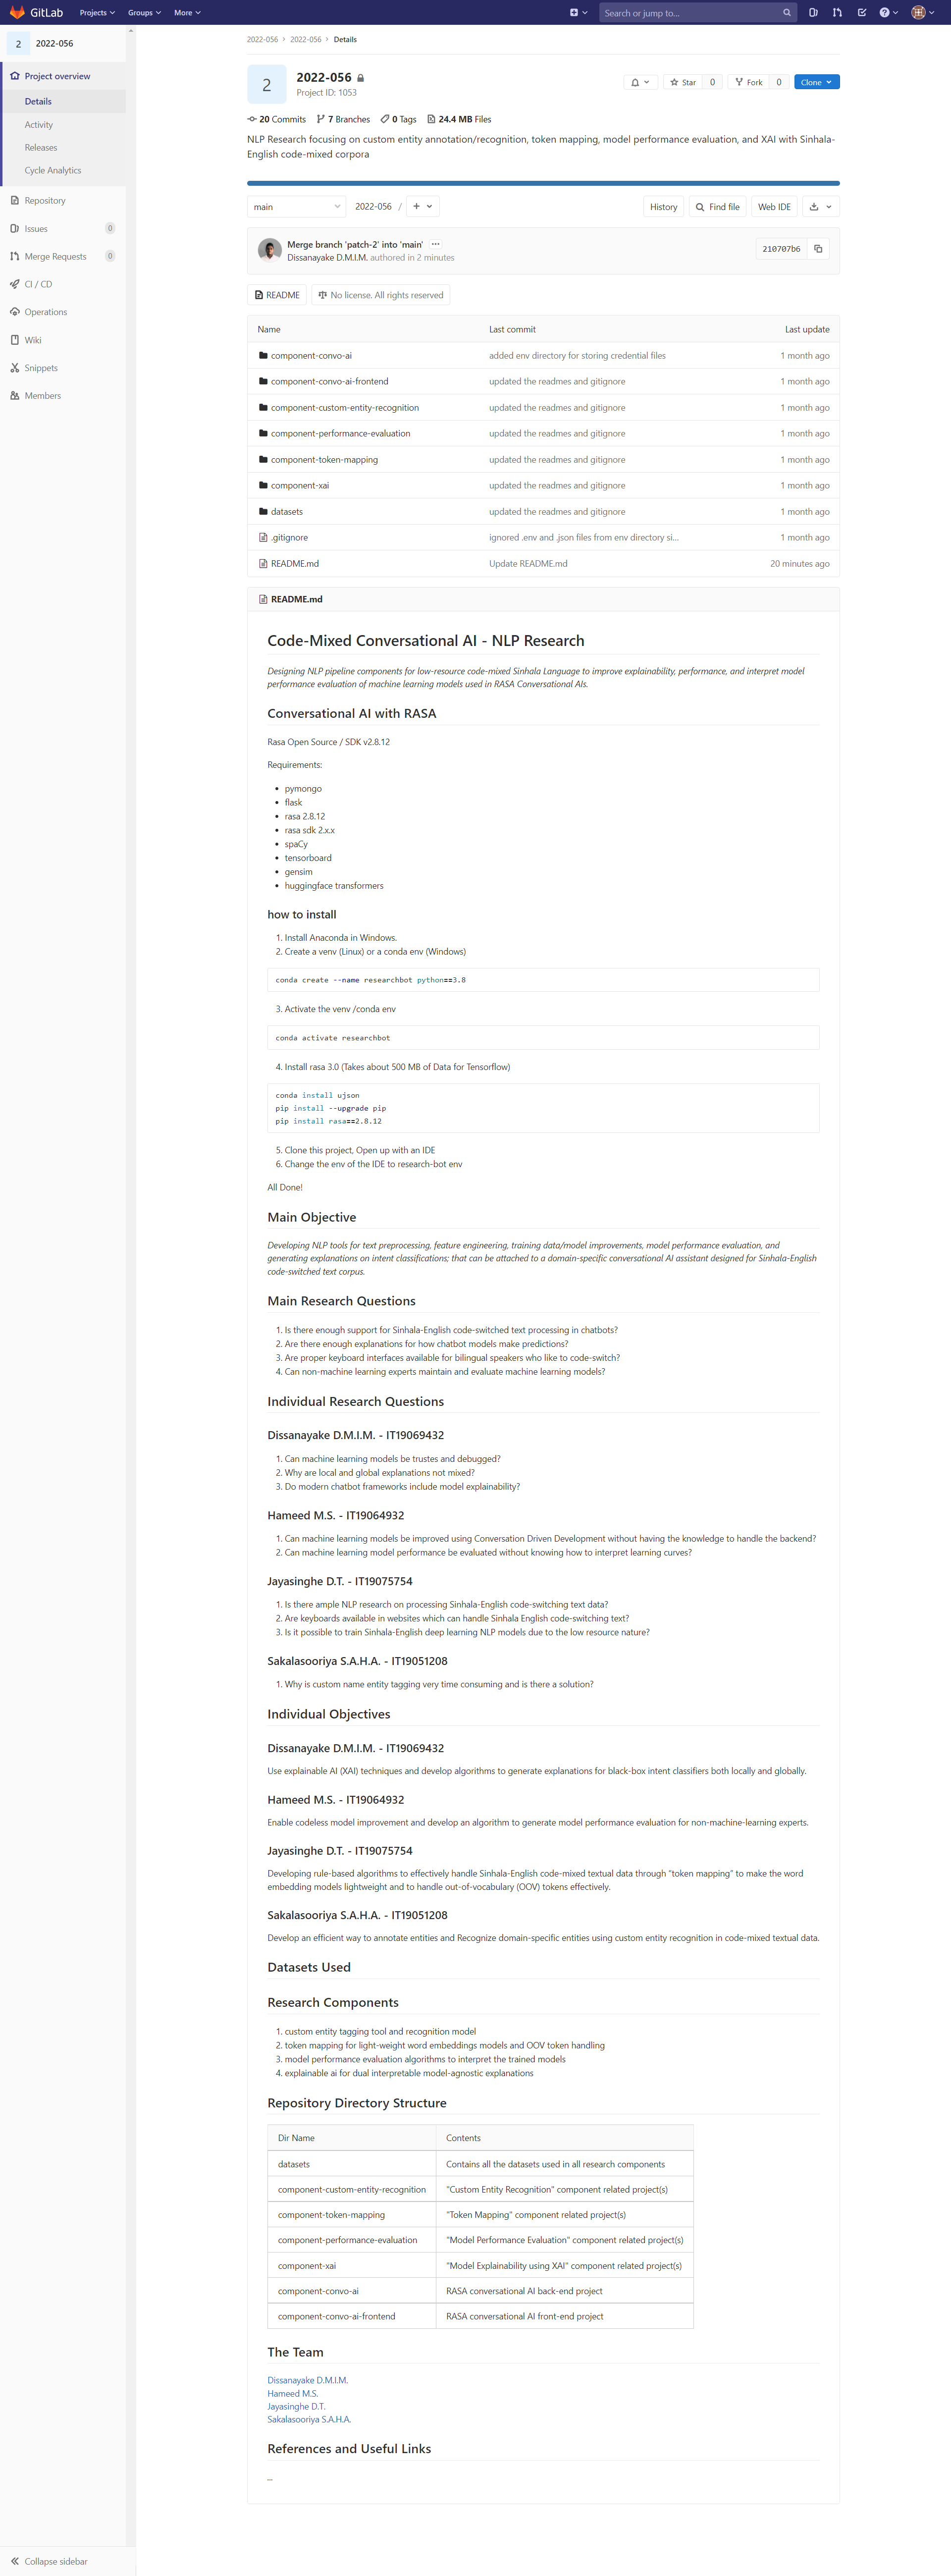 GitLab Projects Groups More Search or jump to...
2 2022-056
Project overview
Details
Activity
Releases
Cycle Analytics
Repository
Issues 0
Merge Requests 0
CI / CD
Operations
Wiki
Snippets
Members
Collapse sidebar
2022-056 › 2022-056 › Details
2 2022-056
Project ID: 1053
Star 0 Fork 0 Clone
20 Commits 7 Branches 0 Tags 24.4 MB Files
NLP Research focusing on custom entity annotation/recognition, token mapping, model performance evaluation, and XAI with Sinhala-
English code-mixed corpora
main 2022-056 / + History Find file Web IDE
Merge branch 'patch-2' into 'main' ...
Dissanayake D.M.I.M. authored in 2 minutes
210707b6
README No license. All rights reserved
Name Last commit Last update
component-convo-ai added env directory for storing credential files 1 month ago
component-convo-ai-frontend updated the readmes and gitignore 1 month ago
component-custom-entity-recognition updated the readmes and gitignore 1 month ago
component-performance-evaluation updated the readmes and gitignore 1 month ago
component-token-mapping updated the readmes and gitignore 1 month ago
component-xai updated the readmes and gitignore 1 month ago
datasets updated the readmes and gitignore 1 month ago
.gitignore ignored .env and .json files from env directory si... 1 month ago
README.md Update README.md 20 minutes ago
README.md
Code-Mixed Conversational AI - NLP Research
Designing NLP pipeline components for low-resource code-mixed Sinhala Language to improve explainability, performance, and interpret model
performance evaluation of machine learning models used in RASA Conversational AIs.
Conversational AI with RASA
Rasa Open Source / SDK v2.8.12
Requirements:
• pymongo
• flask
• rasa 2.8.12
• rasa sdk 2.x.x
• spaCy
• tensorboard
• gensim
• huggingface transformers
how to install
1. Install Anaconda in Windows.
2. Create a venv (Linux) or a conda env (Windows)
conda create --name researchbot python==3.8
3. Activate the venv /conda env
conda activate researchbot
4. Install rasa 3.0 (Takes about 500 MB of Data for Tensorflow)
conda install ujson
pip install --upgrade pip
pip install rasa==2.8.12
5. Clone this project, Open up with an IDE
6. Change the env of the IDE to research-bot env
All Done!
Main Objective
Developing NLP tools for text preprocessing, feature engineering, training data/model improvements, model performance evaluation, and
generating explanations on intent classifications; that can be attached to a domain-specific conversational AI assistant designed for Sinhala-English
code-switched text corpus.
Main Research Questions
1. Is there enough support for Sinhala-English code-switched text processing in chatbots?
2. Are there enough explanations for how chatbot models make predictions?
3. Are proper keyboard interfaces available for bilingual speakers who like to code-switch?
4. Can non-machine learning experts maintain and evaluate machine learning models?
Individual Research Questions
Dissanayake D.M.I.M. - IT19069432
1. Can machine learning models be trustes and debugged?
2. Why are local and global explanations not mixed?
3. Do modern chatbot frameworks include model explainability?
Hameed M.S. - IT19064932
1. Can machine learning models be improved using Conversation Driven Development without having the knowledge to handle the backend?
2. Can machine learning model performance be evaluated without knowing how to interpret learning curves?
Jayasinghe D.T. - IT19075754
1. Is there ample NLP research on processing Sinhala-English code-switching text data?
2. Are keyboards available in websites which can handle Sinhala English code-switching text?
3. Is it possible to train Sinhala-English deep learning NLP models due to the low resource nature?
Sakalasooriya S.A.H.A. - IT19051208
1. Why is custom name entity tagging very time consuming and is there a solution?
Individual Objectives
Dissanayake D.M.I.M. - IT19069432
Use explainable AI (XAI) techniques and develop algorithms to generate explanations for black-box intent classifiers both locally and globally.
Hameed M.S. - IT19064932
Enable codeless model improvement and develop an algorithm to generate model performance evaluation for non-machine-learning experts.
Jayasinghe D.T. - IT19075754
Developing rule-based algorithms to effectively handle Sinhala-English code-mixed textual data through "token mapping" to make the word
embedding models lightweight and to handle out-of-vocabulary (OOV) tokens effectively.
Sakalasooriya S.A.H.A. - IT19051208
Develop an efficient way to annotate entities and Recognize domain-specific entities using custom entity recognition in code-mixed textual data.
Datasets Used
Research Components
1. custom entity tagging tool and recognition model
2. token mapping for light-weight word embeddings models and OOV token handling
3. model performance evaluation algorithms to interpret the trained models
4. explainable ai for dual interpretable model-agnostic explanations
Repository Directory Structure
Dir Name Contents
datasets Contains all the datasets used in all research components
component-custom-entity-recognition "Custom Entity Recognition" component related project(s)
component-token-mapping "Token Mapping" component related project(s)
component-performance-evaluation "Model Performance Evaluation" component related project(s)
component-xai "Model Explainability using XAI" component related project(s)
component-convo-ai RASA conversational AI back-end project
component-convo-ai-frontend RASA conversational AI front-end project
The Team
Dissanayake D.M.I.M.
Hameed M.S.
Jayasinghe D.T.
Sakalasooriya S.A.H.A.
References and Useful Links
...